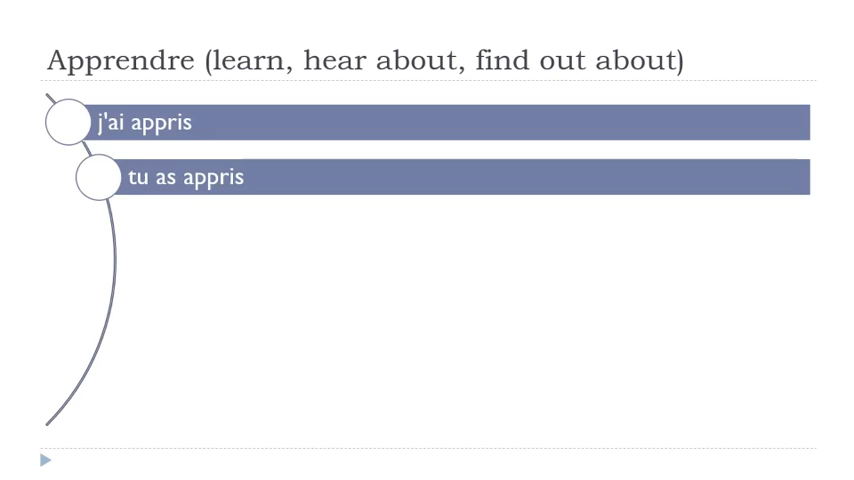 Apprendre (learn, hear about, find out about)
j'ai appris
tu as appris